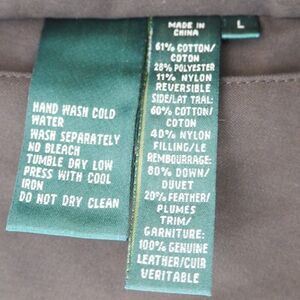 HAND WASH COLD
WATER
WASH SEPARATELY
NO BLEACH
TUMBLE DRY LOW
PRESS WITH COOL
IRON
DO NOT DRY CLEAN
MADE IN
CHINA
61% COTTON/
COTON
28% POLYESTER
11% NYLON
REVERSIBLE
SIDE/LAT TRAL:
60% COTTON/
COTON
40% NYLON
FILLING/LE
REMBOURRAGE:
80% DOWN/
DUVET
20% FEATHER/
PLUMES
TRIM/
GARNITURE:
100% GENUINE
LEATHER/CUIR
VERITABLE
L